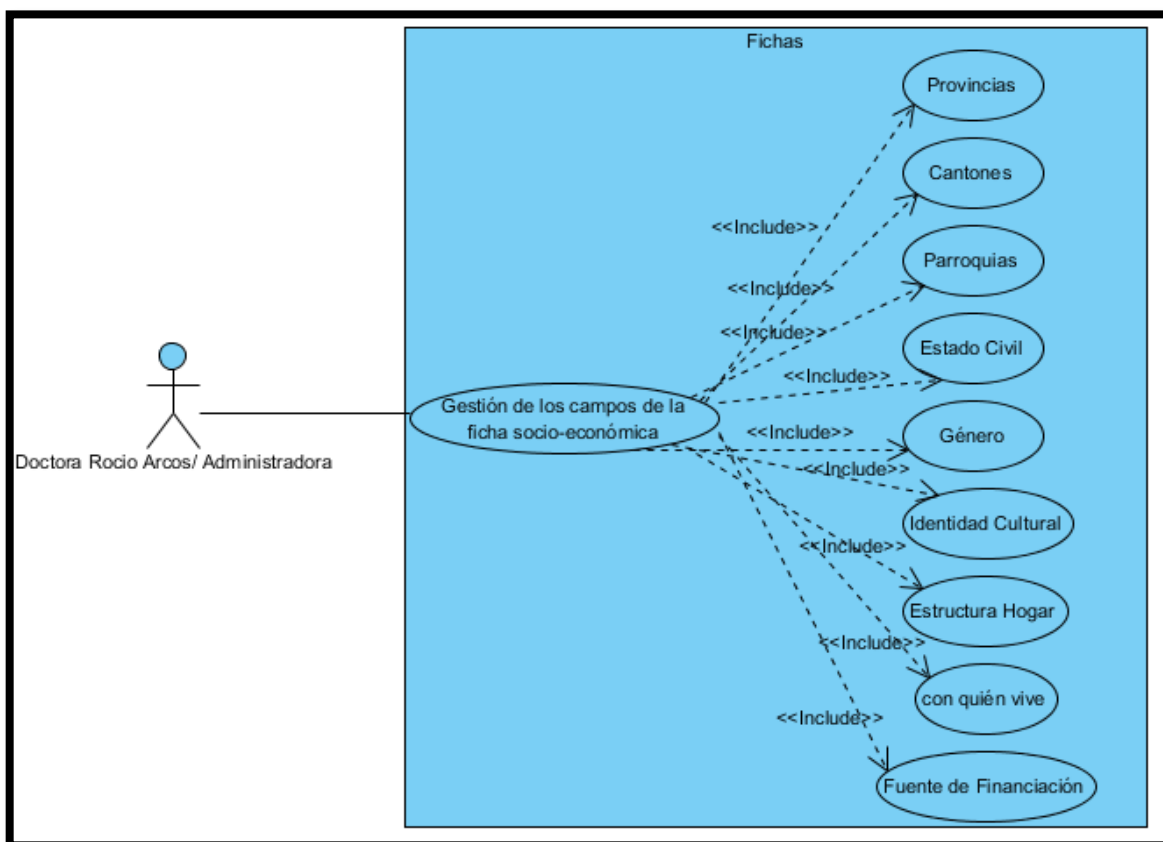 Fichas
Provincias
Cantones
<<Include>>
Parroquias
<<Include>>
<<Include>>
Estado Civil
<<Include>>
Gestión de los campos de la
ficha socio-económica
Doctora Rocio Arcos/ Administradora
<<Include>>
Género
<<Include>>
Identidad Cultural
<<Include>>
Estructura Hogar
<<Include>>
con quién vive
<<Include>>
Fuente de Financiación